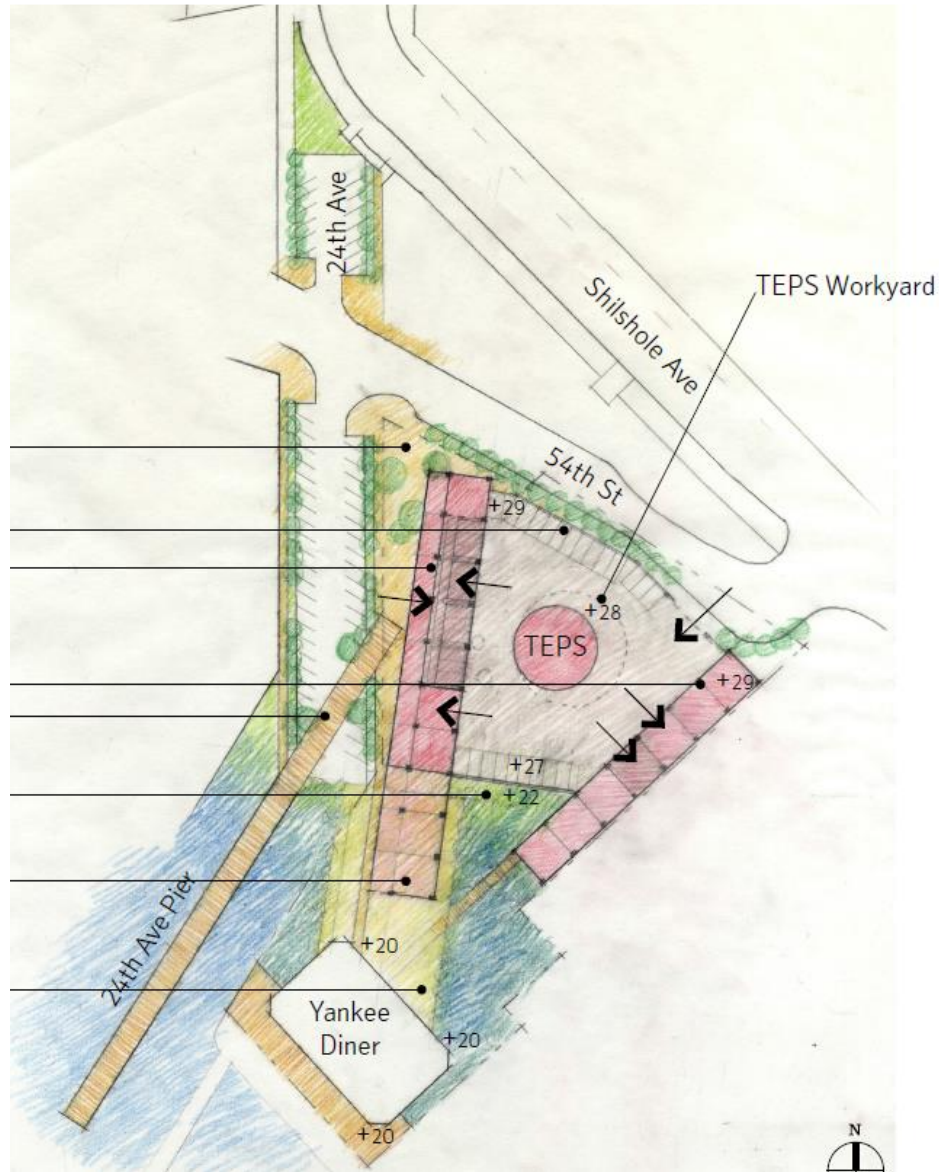 24th Ave
TEPS Workyard
Shilshole Ave
54th St
+29
+28
TEPS
+29
+27
+22
24th Ave Pier
+20
Yankee
Diner
+20
+20
N